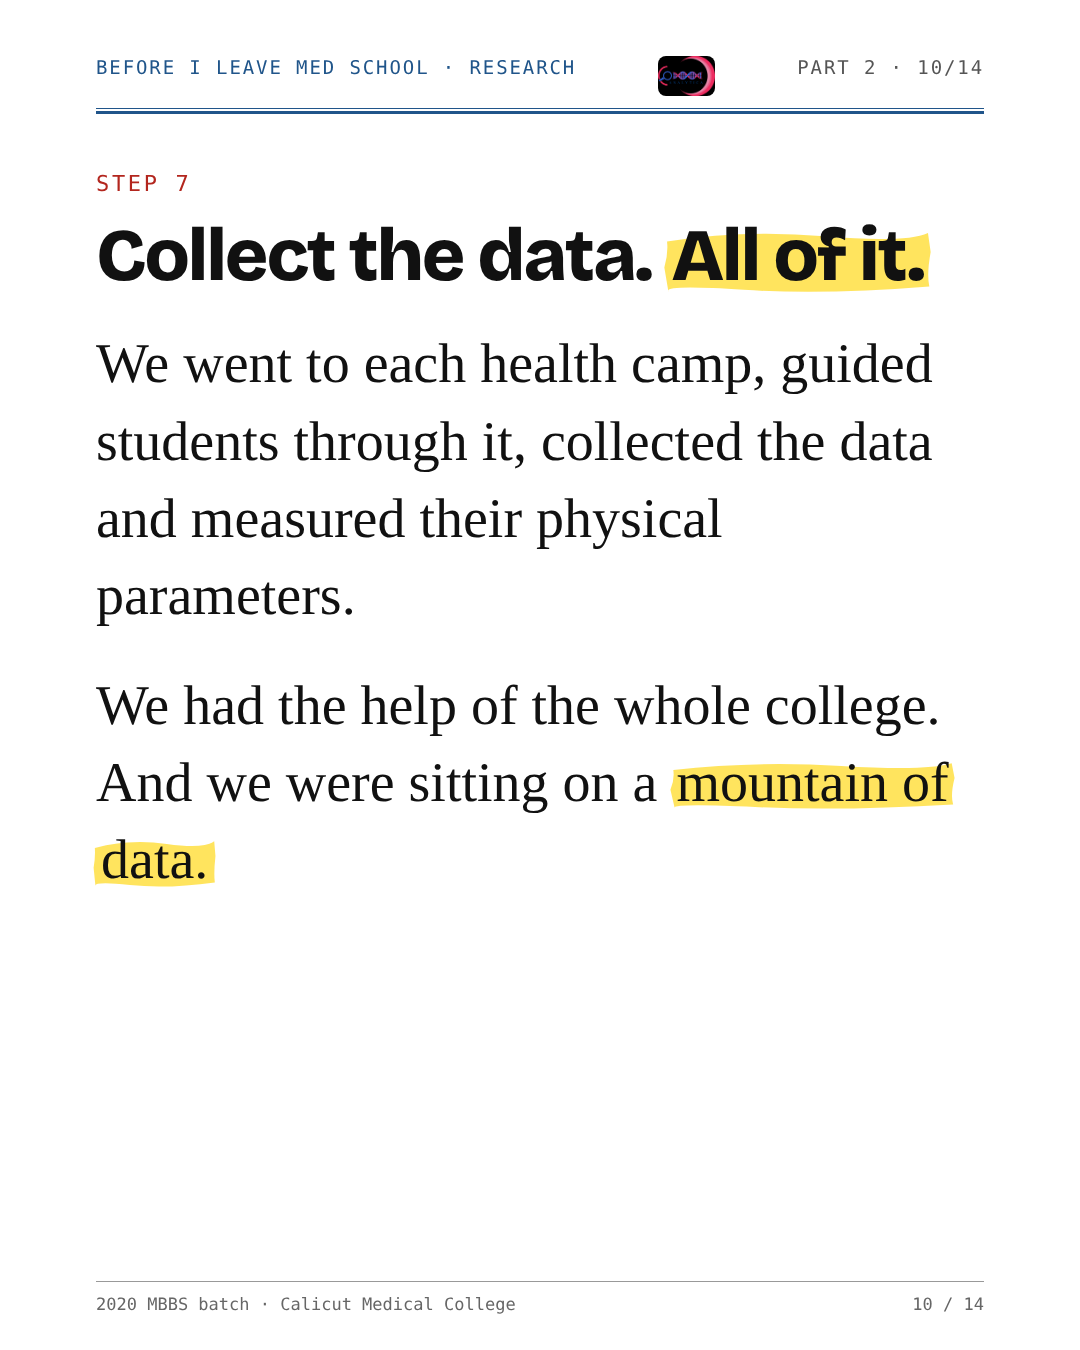 BEFORE I LEAVE MED SCHOOL · RESEARCH
PART 2 · 10/14
STEP 7
Collect the data. All of it.
We went to each health camp, guided
students through it, collected the data
and measured their physical
parameters.
We had the help of the whole college.
And we were sitting on a mountain of
data.
2020 MBBS batch · Calicut Medical College
10 / 14